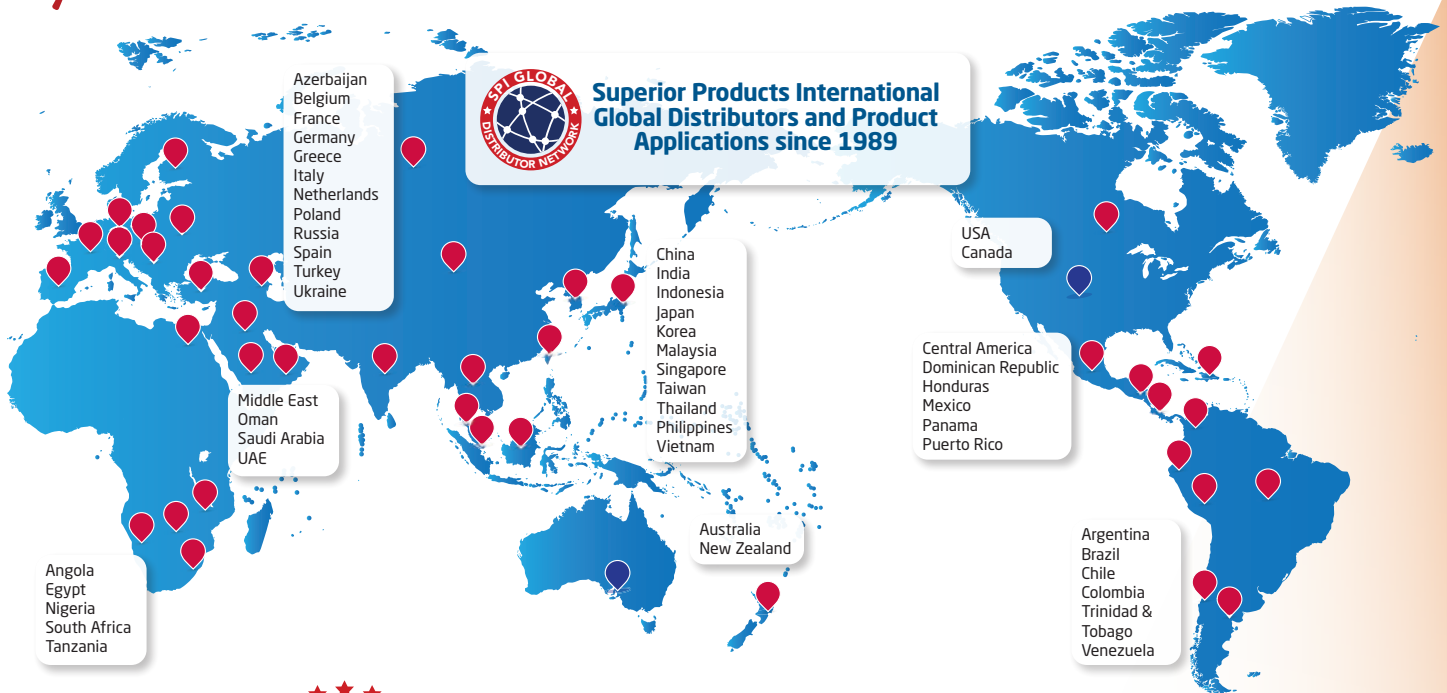 SPI GLOBAL
DISTRIBUTOR NETWORK
Superior Products International
Global Distributors and Product
Applications since 1989
Azerbaijan
Belgium
France
Germany
Greece
Italy
Netherlands
Poland
Russia
Spain
Turkey
Ukraine
China
India
Indonesia
Japan
Korea
Malaysia
Singapore
Taiwan
Thailand
Philippines
Vietnam
USA
Canada
Central America
Dominican Republic
Honduras
Mexico
Panama
Puerto Rico
Middle East
Oman
Saudi Arabia
UAE
Australia
New Zealand
Angola
Egypt
Nigeria
South Africa
Tanzania
Argentina
Brazil
Chile
Colombia
Trinidad &
Tobago
Venezuela